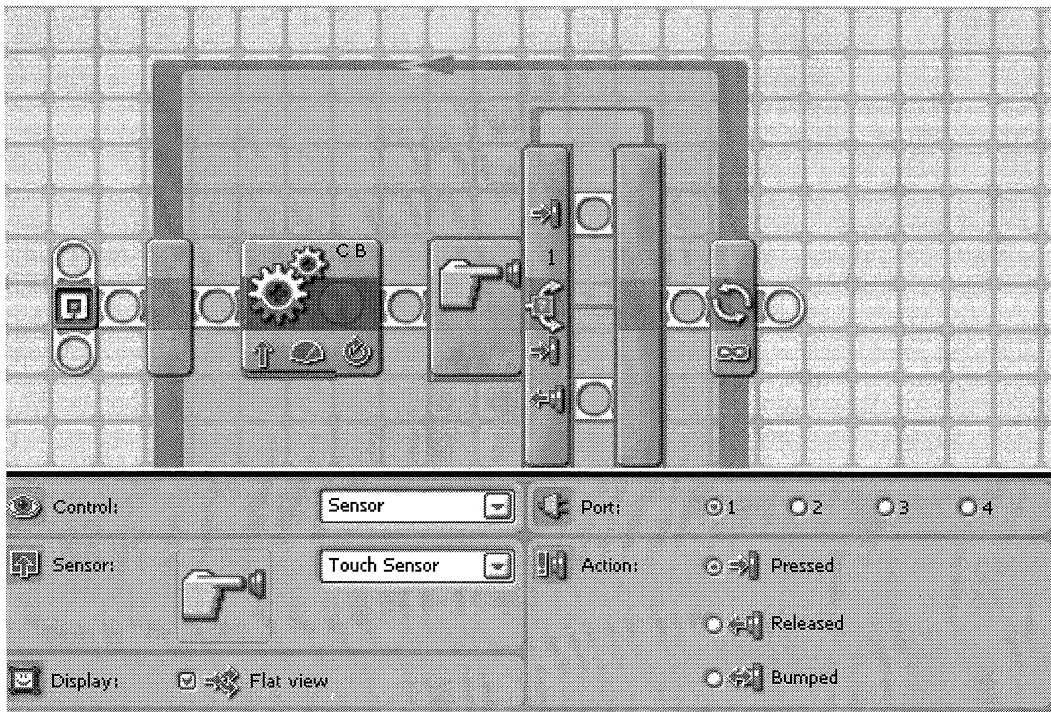 C B
1
Control:
Sensor
Port:
1
2
3
4
Sensor:
Touch Sensor
Action:
Pressed
Released
Display:
Flat view
Bumped